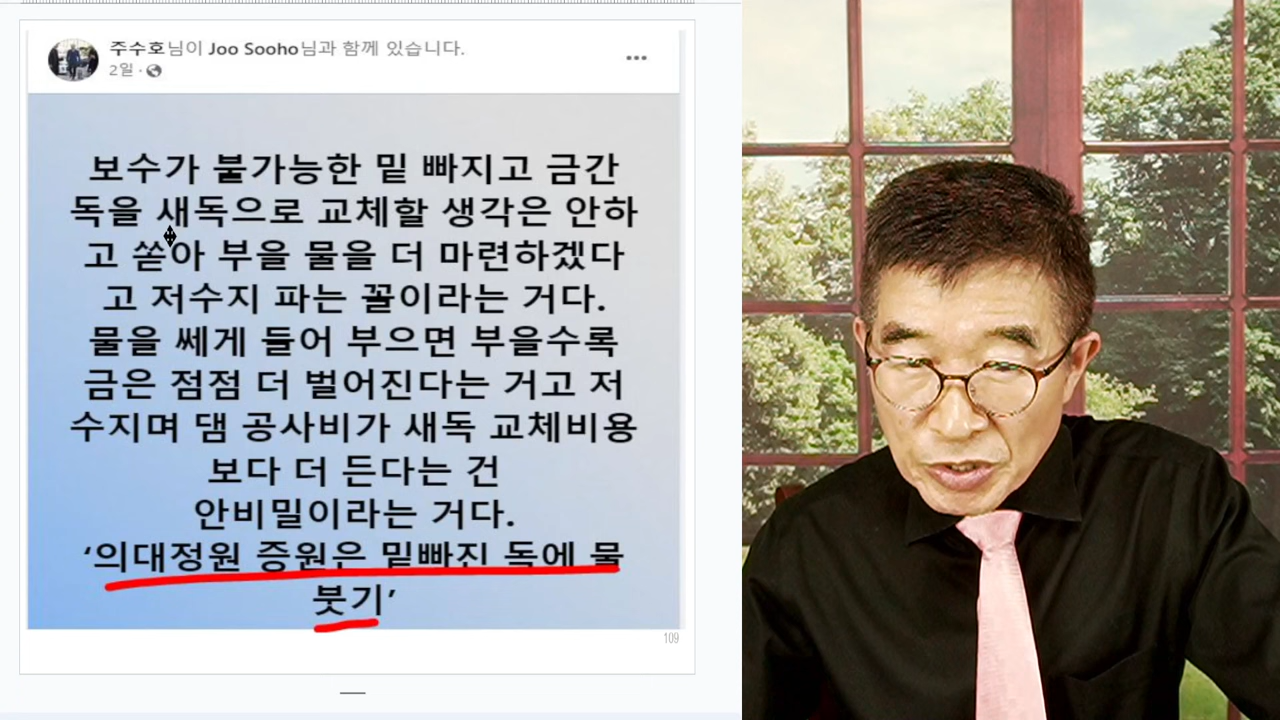 주수호님이 Joo Sooho님과 함께 있습니다.
2일 ·
보수가 불가능한 밑 빠지고 금간
독을 새독으로 교체할 생각은 안하
고 쏟아 부을 물을 더 마련하겠다
고 저수지 파는 꼴이라는 거다.
물을 쎄게 들어 부으면 부을수록
금은 점점 더 벌어진다는 거고 저
수지며 댐 공사비가 새독 교체비용
보다 더 든다는 건
안비밀이라는 거다.
‘의대정원 증원은 밑빠진 독에 물
붓기’
109